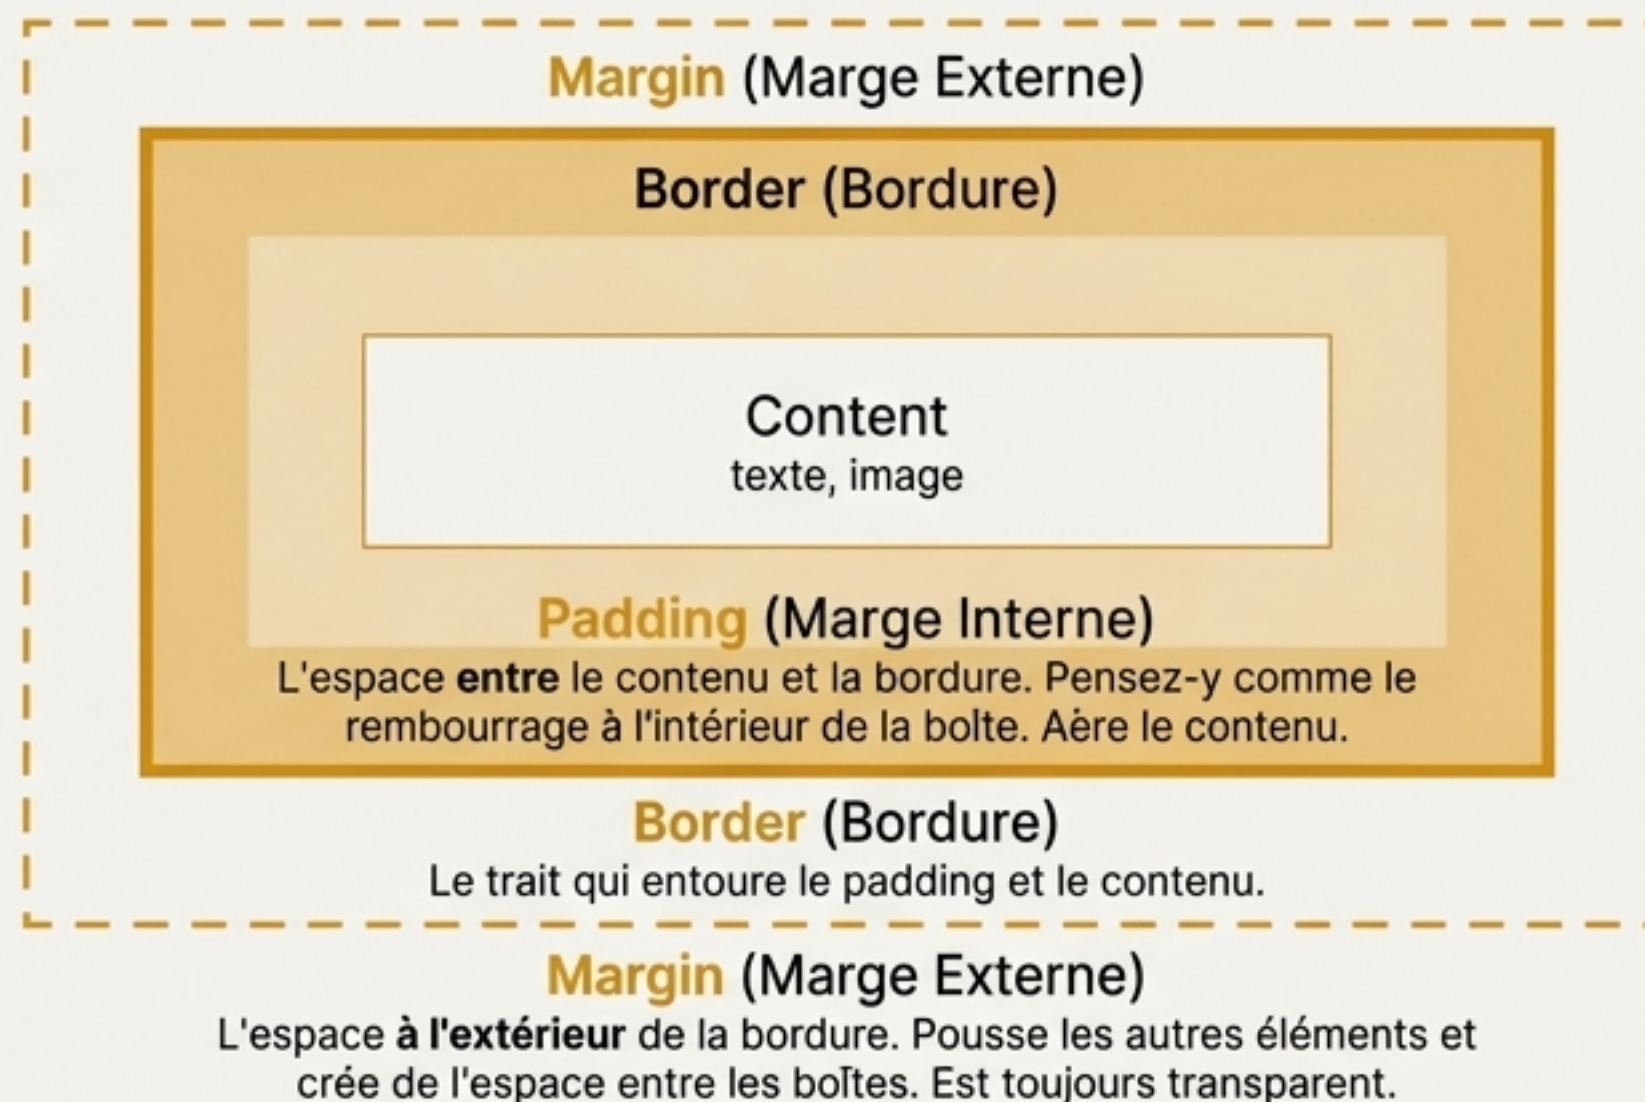 Margin (Marge Externe)
Border (Bordure)
Content
texte, image
Padding (Marge Interne)
L'espace entre le contenu et la bordure. Pensez-y comme le
rembourrage à l'intérieur de la boîte. Aère le contenu.
Border (Bordure)
Le trait qui entoure le padding et le contenu.
Margin (Marge Externe)
L'espace à l'extérieur de la bordure. Pousse les autres éléments et
crée de l'espace entre les boîtes. Est toujours transparent.